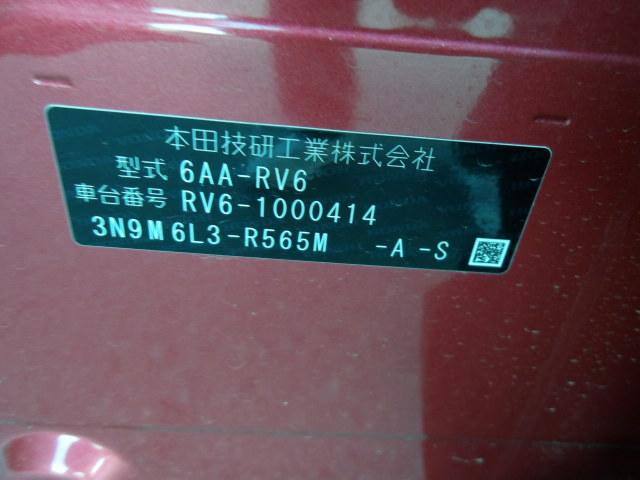 本田技研工業株式会社
型式 6AA-RV6
車台番号 RV6-1000414
3N9M6L3-R565M -A -S